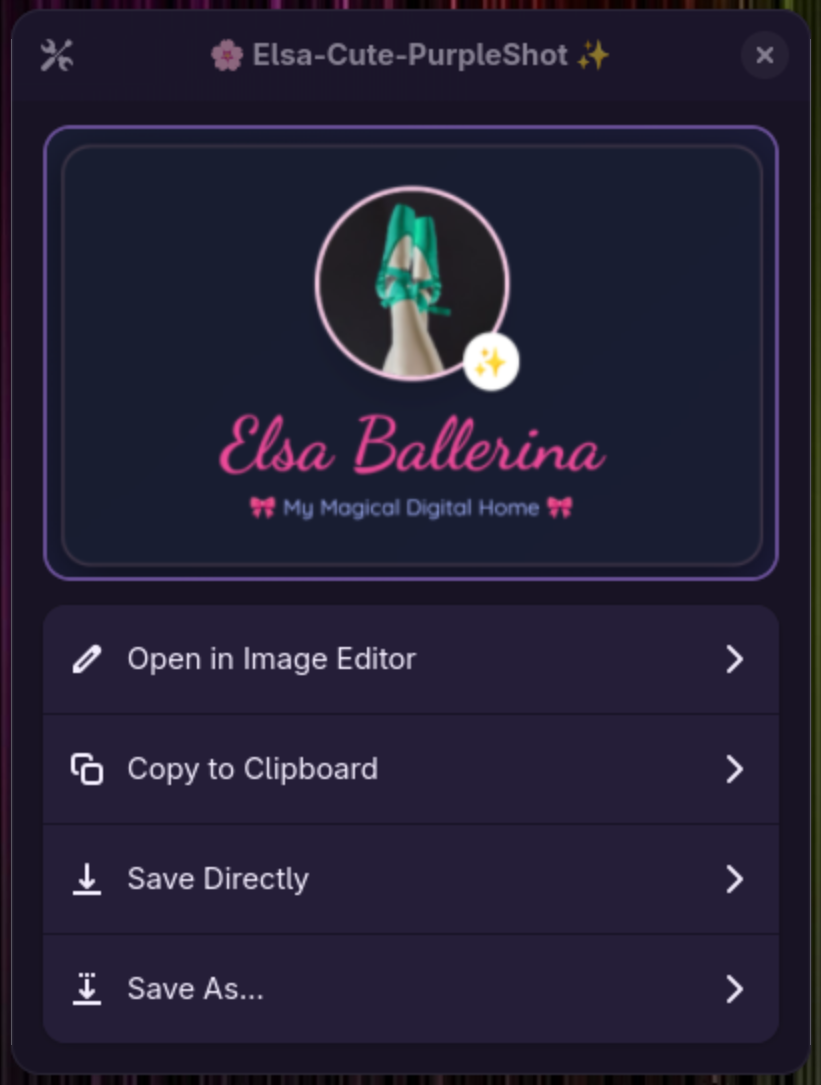 🌸 Elsa-Cute-PurpleShot ✨
Elsa Ballerina
🎀 My Magical Digital Home 🎀
Open in Image Editor
Copy to Clipboard
Save Directly
Save As...